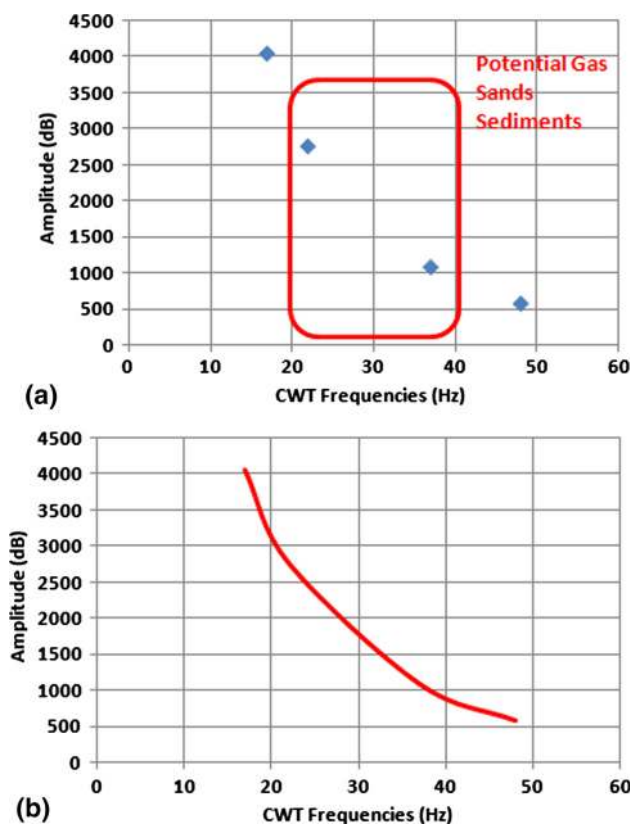 4500
4000
3500
3000
2500
2000
1500
1000
500
0
Amplitude (dB)
Potential Gas
Sands
Sediments
0 10 20 30 40 50 60
CWT Frequencies (Hz)
(a)
4500
4000
3500
3000
2500
2000
1500
1000
500
0
Amplitude (dB)
0 10 20 30 40 50 60
CWT Frequencies (Hz)
(b)